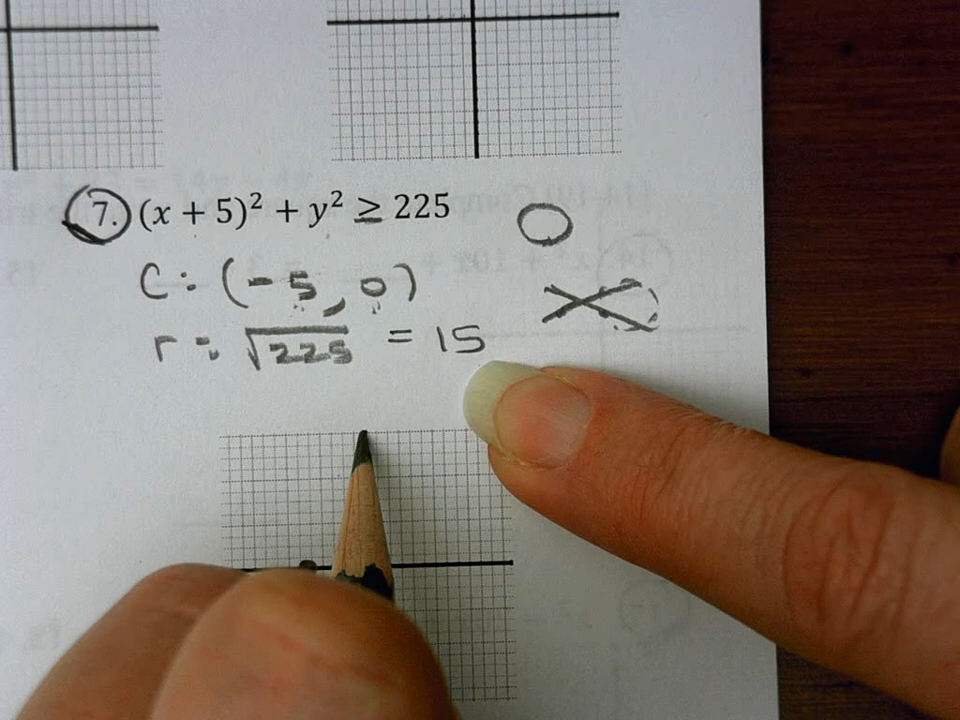 7. (x + 5)² + y² ≥ 225
C: (-5, 0)
r: √225 = 15